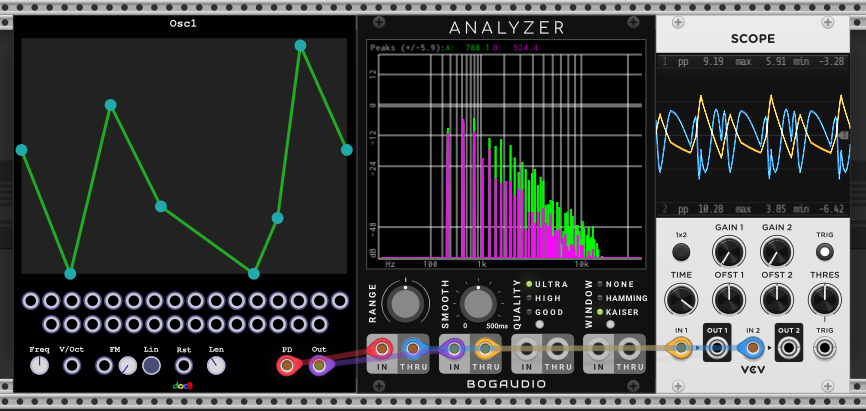 Osc1
Freq V/Oct FM Lin Rst Len PD Out
docB
ANALYZER
Peaks (+/-5.9):A: 788.1 B: 524.4
12
0
-12
-24
-48
dB
Hz 100 1k 10k
RANGE
SMOOTH
0 500ms
QUALITY
ULTRA
HIGH
GOOD
WINDOW
NONE
HAMMING
KAISER
IN THRU IN THRU IN THRU IN THRU
BOGAUDIO
SCOPE
1 pp 9.19 max 5.91 min -3.28
2 pp 10.28 max 3.85 min -6.42
1x2 GAIN 1 GAIN 2 TRIG
TIME OFST 1 OFST 2 THRES
IN 1 OUT 1 IN 2 OUT 2 TRIG
VCV